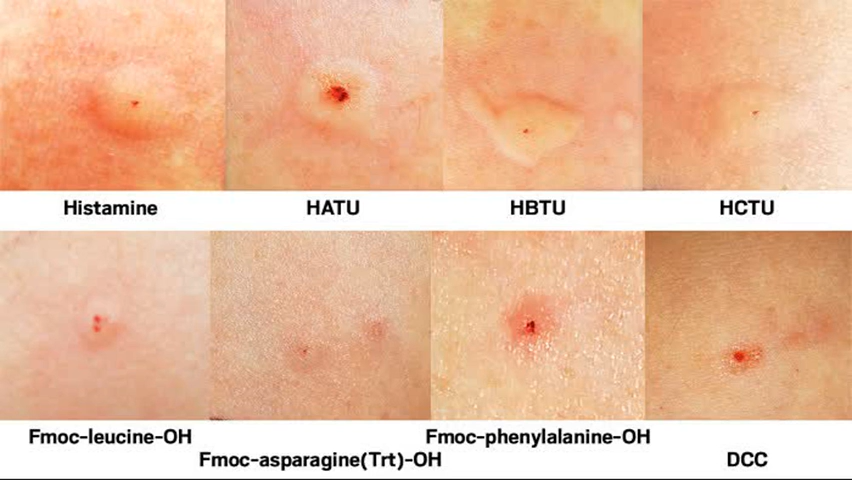 Histamine
HATU
HBTU
HCTU
Fmoc-leucine-OH
Fmoc-asparagine(Trt)-OH
Fmoc-phenylalanine-OH
DCC